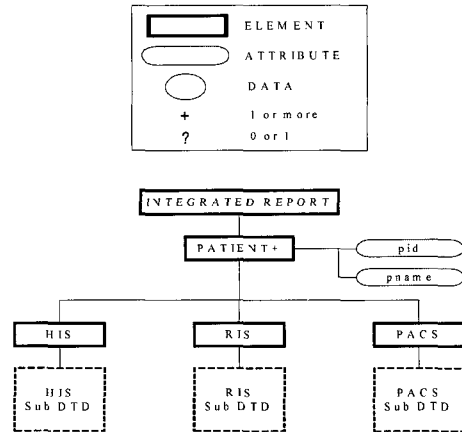 ELEMENT
ATTRIBUTE
DATA
+ 1 or more
? 0 or 1
INTEGRATED REPORT
PATIENT+
pid
pname
HIS RIS PACS
HIS RIS PACS
Sub DTD Sub DTD Sub DTD